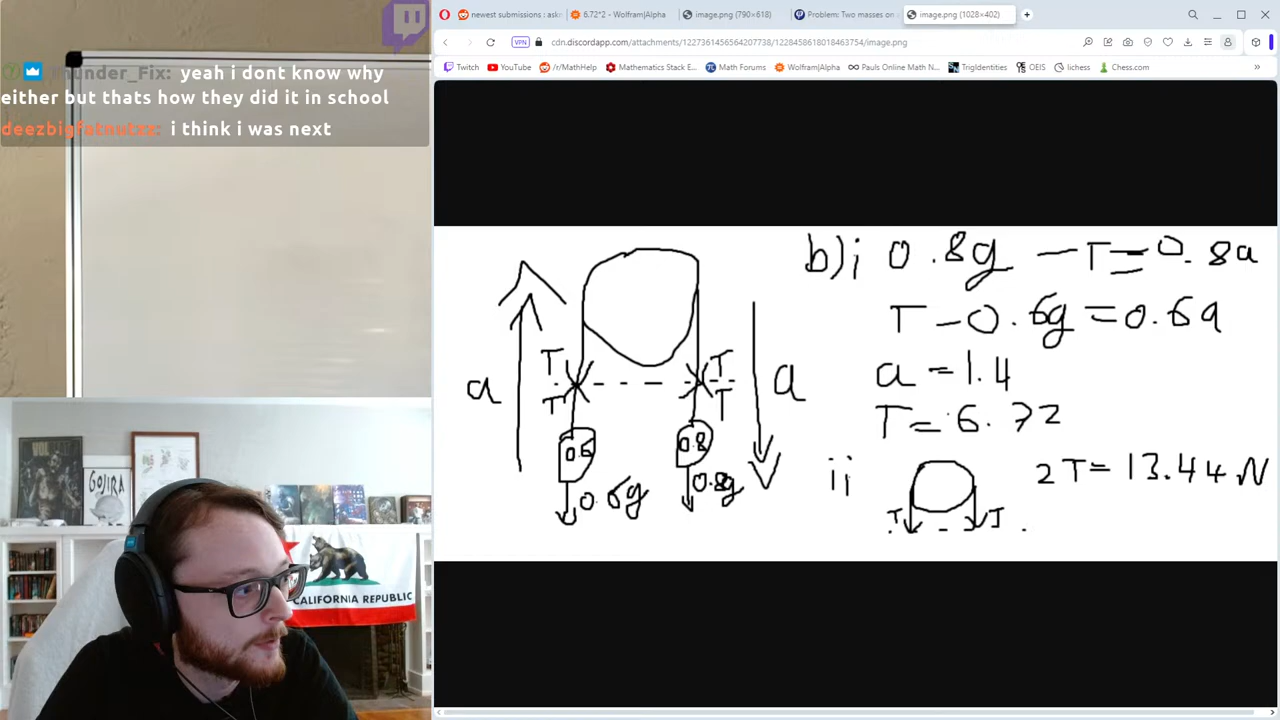 newest submissions : ask
6.72^2 - Wolfram|Alpha
image.png (790×618)
Problem: Two masses on
image.png (1028×402)
VPN
cdn.discordapp.com/attachments/1227361456564207738/1228458618018463754/image.png
Twitch
YouTube
/r/MathHelp
Mathematics Stack E...
Math Forums
Wolfram|Alpha
Pauls Online Math N...
TrigIdentities
OEIS
lichess
Chess.com
»
yeah i dont know why
either but thats how they did it in school
deezbigfatnutzz: i think i was next
GOJIRA
CALIFORNIA REPUBLIC
a
T T
T T
a
0.6 0.8
0.6g 0.8g
b) i 0.8g - T = 0.8a
T - 0.6g = 0.6a
a = 1.4
T = 6.72
ii 2T = 13.44 N
T T